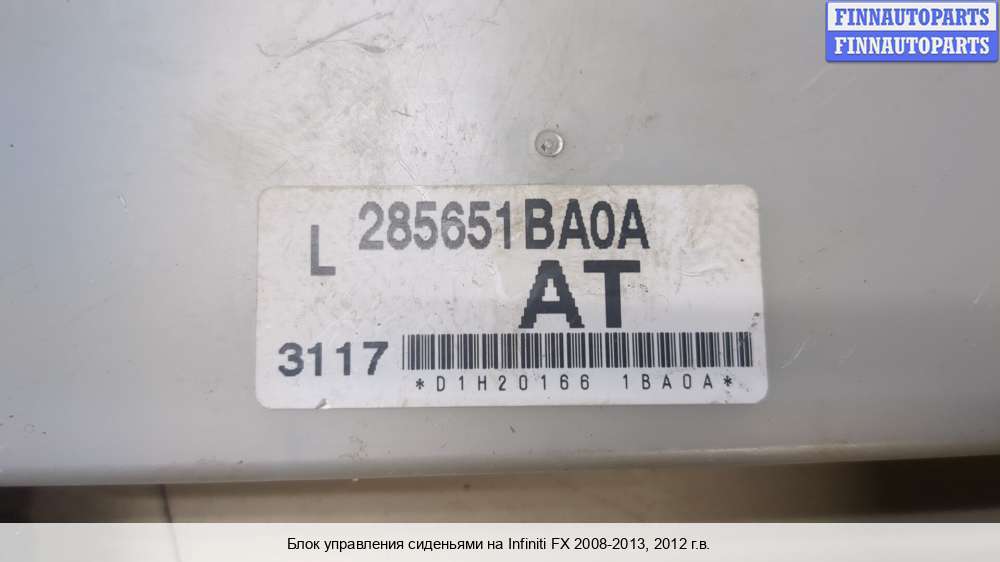 FINNAUTOPARTS
FINNAUTOPARTS
L 285651BA0A
AT
3117
*D1H20166 1BA0A*
Блок управления сиденьями на Infiniti FX 2008-2013, 2012 г.в.